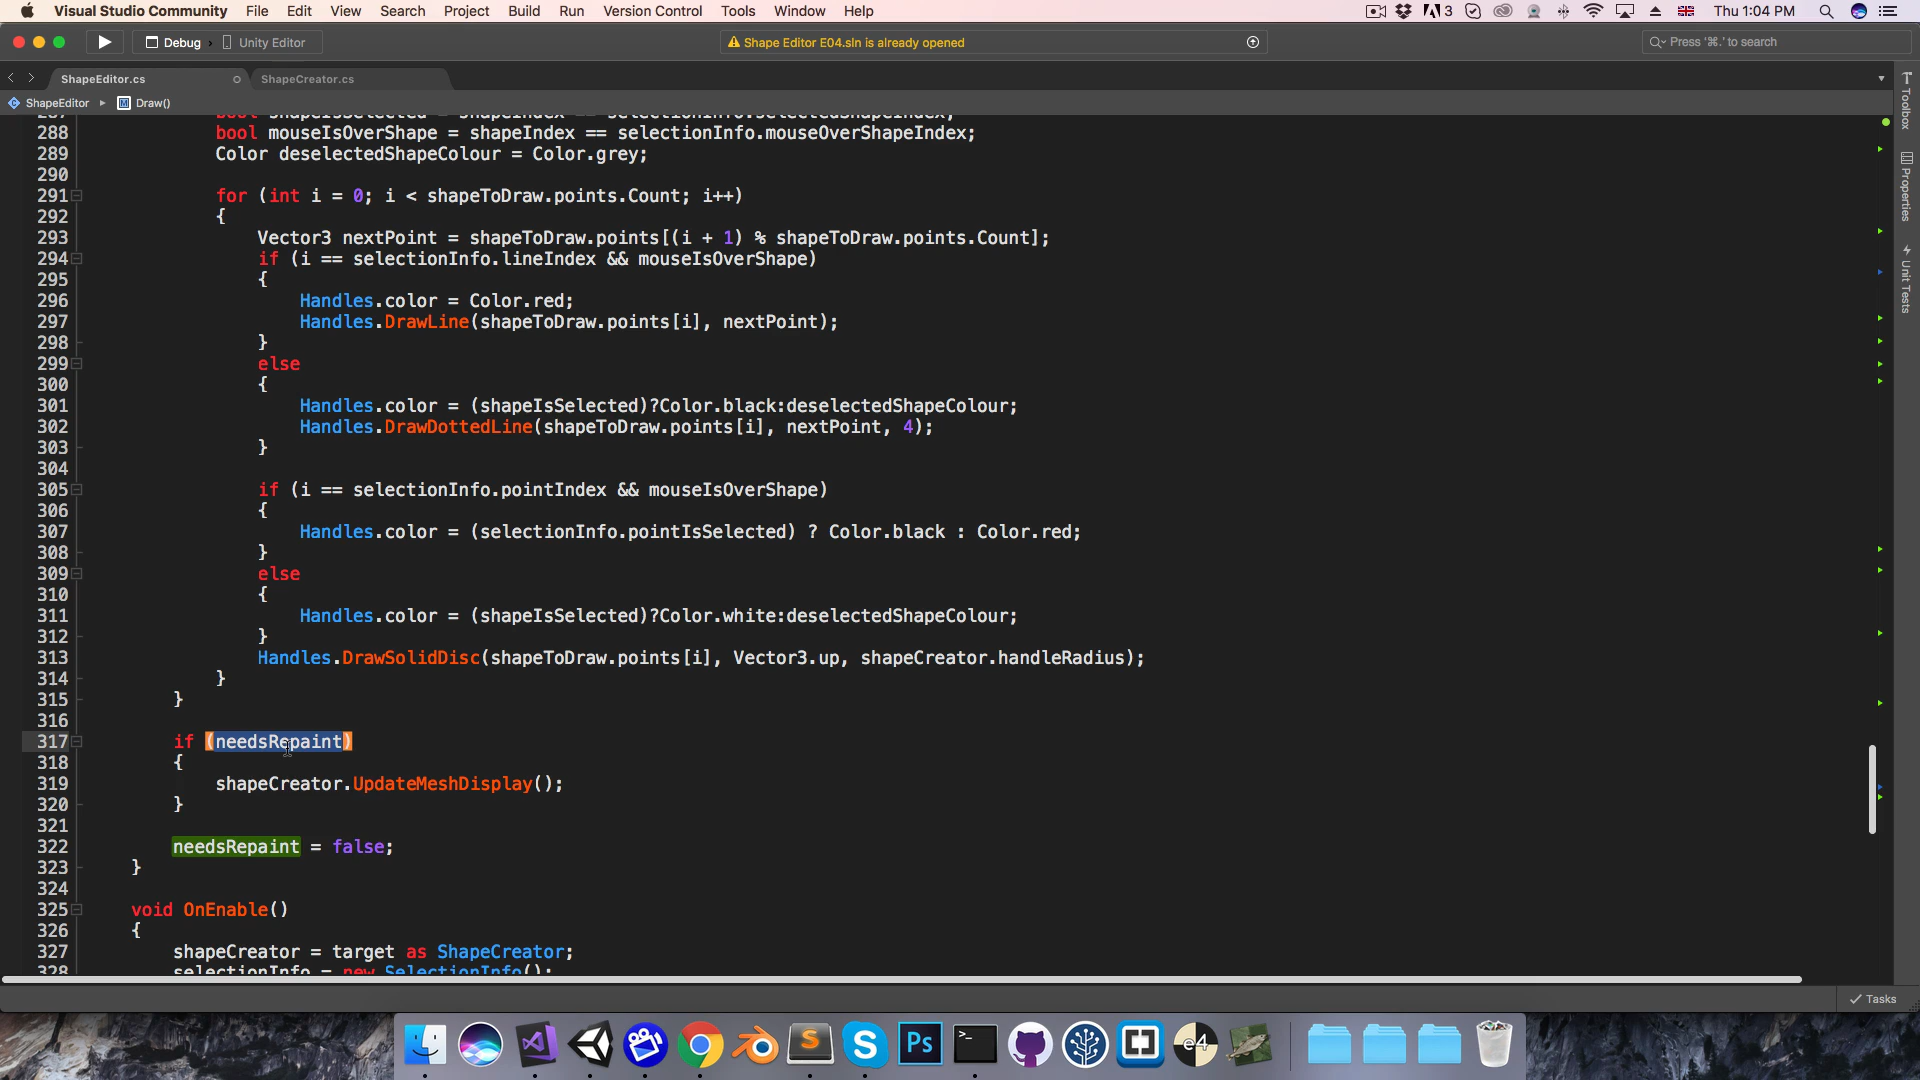 Visual Studio Community File Edit View Search Project Build Run Version Control Tools Window Help 3 Thu 1:04 PM
Debug › Unity Editor Shape Editor E04.sln is already opened Press '⌘.' to search
ShapeEditor.cs ShapeCreator.cs
ShapeEditor ▸ Draw()
288 bool mouseIsOverShape = shapeIndex == selectionInfo.mouseOverShapeIndex;
289 Color deselectedShapeColour = Color.grey;
290
291 for (int i = 0; i < shapeToDraw.points.Count; i++)
292 {
293 Vector3 nextPoint = shapeToDraw.points[(i + 1) % shapeToDraw.points.Count];
294 if (i == selectionInfo.lineIndex && mouseIsOverShape)
295 {
296 Handles.color = Color.red;
297 Handles.DrawLine(shapeToDraw.points[i], nextPoint);
298 }
299 else
300 {
301 Handles.color = (shapeIsSelected)?Color.black:deselectedShapeColour;
302 Handles.DrawDottedLine(shapeToDraw.points[i], nextPoint, 4);
303 }
304
305 if (i == selectionInfo.pointIndex && mouseIsOverShape)
306 {
307 Handles.color = (selectionInfo.pointIsSelected) ? Color.black : Color.red;
308 }
309 else
310 {
311 Handles.color = (shapeIsSelected)?Color.white:deselectedShapeColour;
312 }
313 Handles.DrawSolidDisc(shapeToDraw.points[i], Vector3.up, shapeCreator.handleRadius);
314 }
315 }
316
317 if (needsRepaint)
318 {
319 shapeCreator.UpdateMeshDisplay();
320 }
321
322 needsRepaint = false;
323 }
324
325 void OnEnable()
326 {
327 shapeCreator = target as ShapeCreator;
328 selectionInfo = new SelectionInfo();
Toolbox
Properties
Unit Tests
Tasks
S
S
Ps
>_
e4